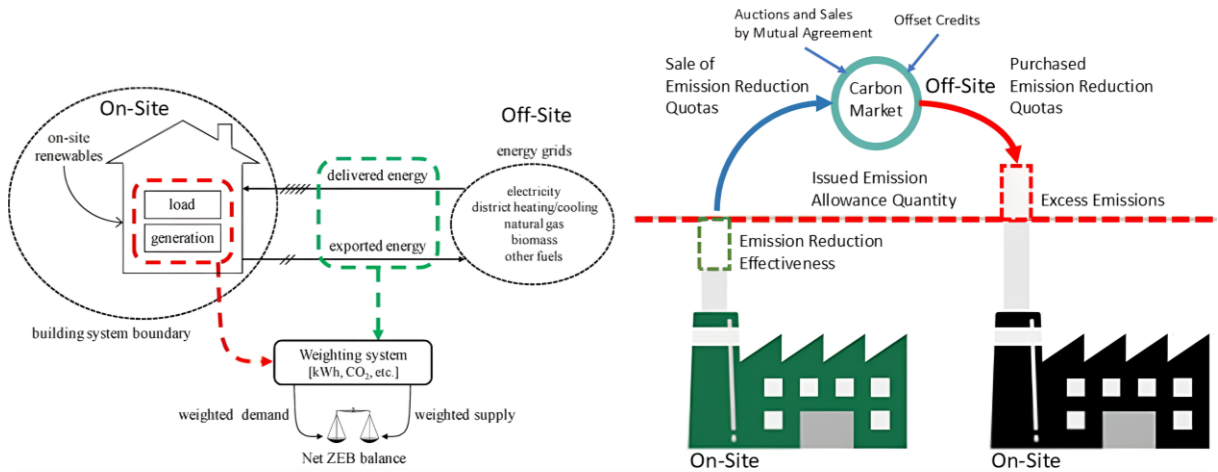 On-Site
on-site
renewables
load
generation
building system boundary
delivered energy
exported energy
Off-Site
energy grids
electricity
district heating/cooling
natural gas
biomass
other fuels
Weighting system
[kWh, CO₂, etc.]
weighted demand
weighted supply
Net ZEB balance
Auctions and Sales
by Mutual Agreement
Offset Credits
Sale of
Emission Reduction
Quotas
Carbon
Market
Off-Site
Purchased
Emission Reduction
Quotas
Issued Emission
Allowance Quantity
Excess Emissions
Emission Reduction
Effectiveness
On-Site
On-Site